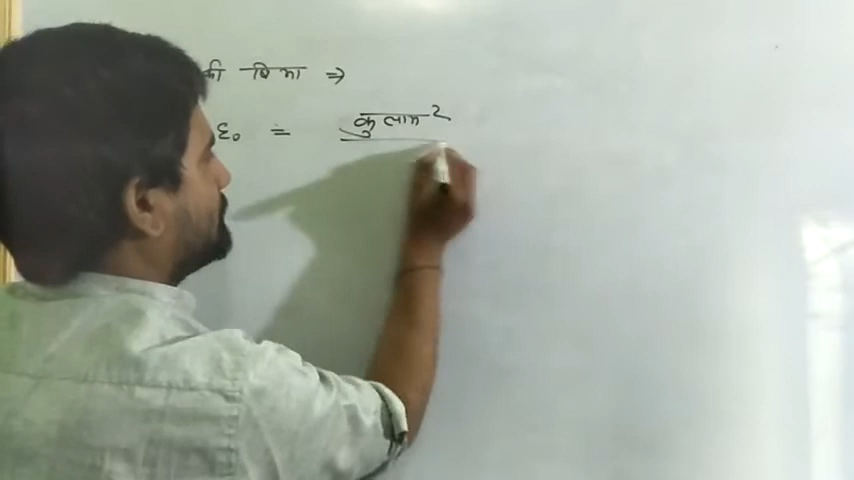 की विमा ⇒
ε₀ = कुलाम²